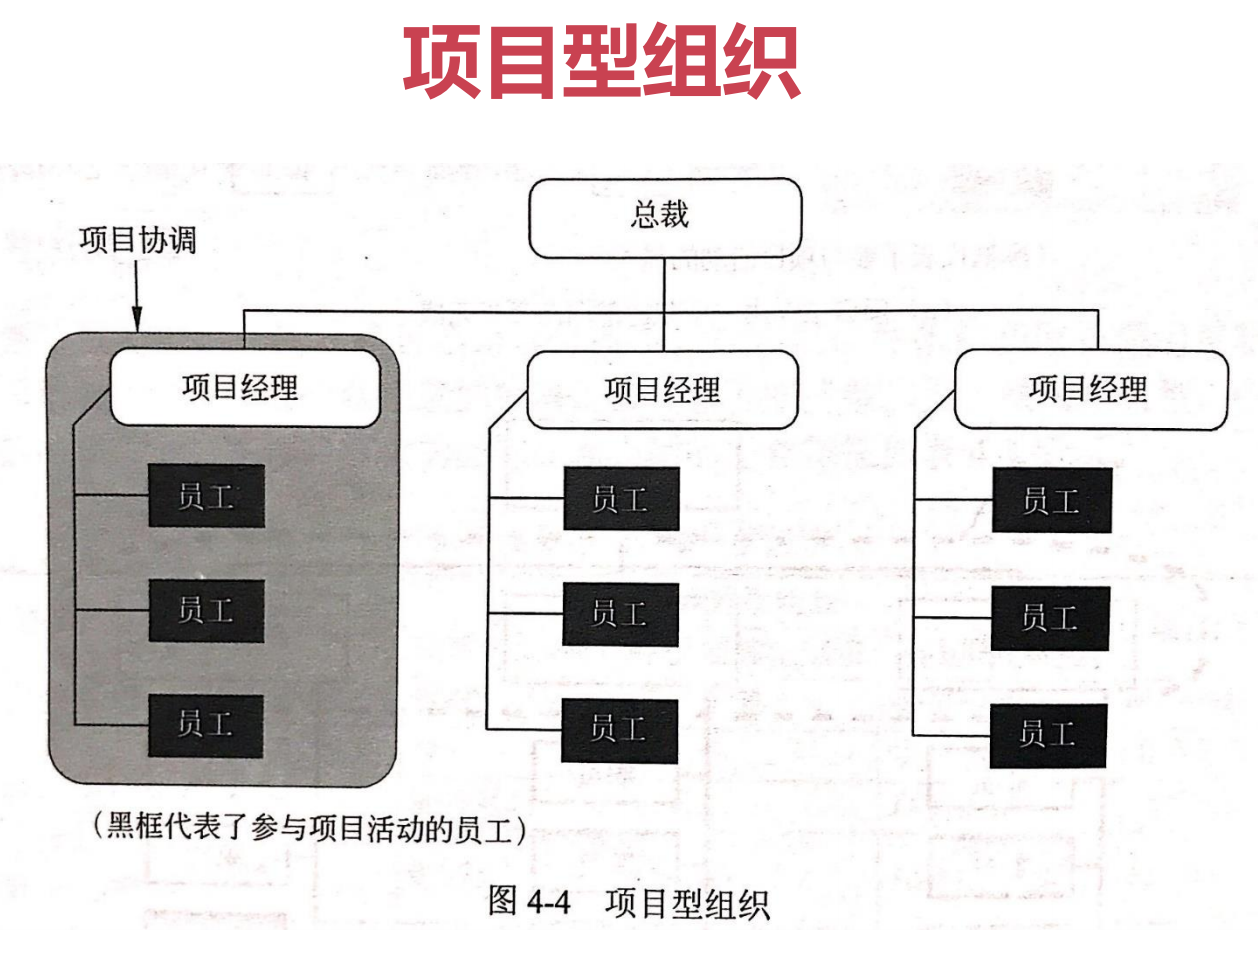 项目型组织
总裁
项目协调
项目经理
项目经理
项目经理
员工
员工
员工
员工
员工
员工
员工
员工
员工
（黑框代表了参与项目活动的员工）
图 4-4 项目型组织